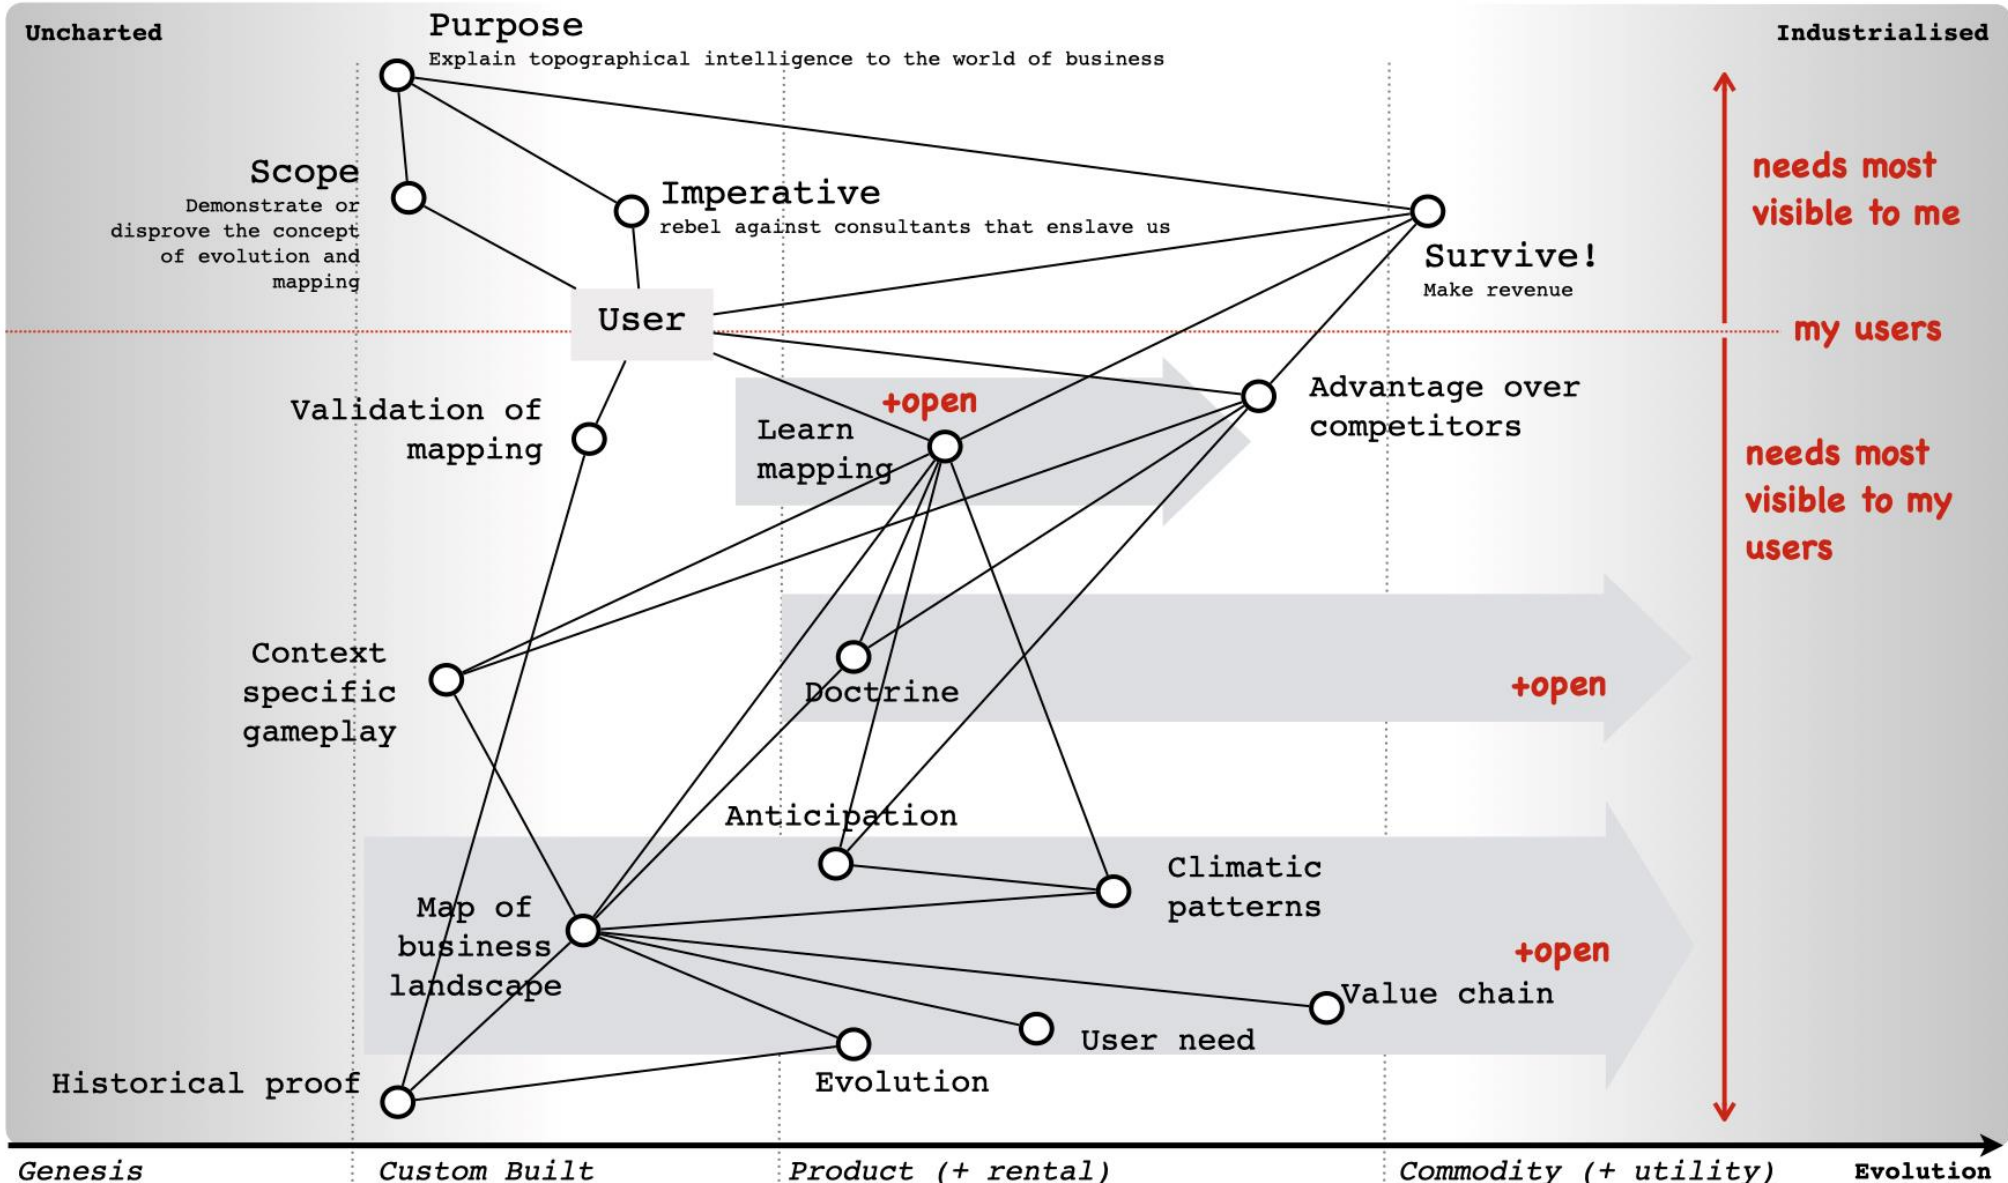 Uncharted
Industrialised
Purpose
Explain topographical intelligence to the world of business
Scope
Demonstrate or
disprove the concept
of evolution and
mapping
Imperative
rebel against consultants that enslave us
needs most
visible to me
Survive!
Make revenue
User
my users
Validation of
mapping
+open
Learn
mapping
Advantage over
competitors
needs most
visible to my
users
Context
specific
gameplay
Doctrine
+open
Anticipation
Climatic
patterns
Map of
business
landscape
+open
Value chain
User need
Historical proof
Evolution
Genesis
Custom Built
Product (+ rental)
Commodity (+ utility)
Evolution